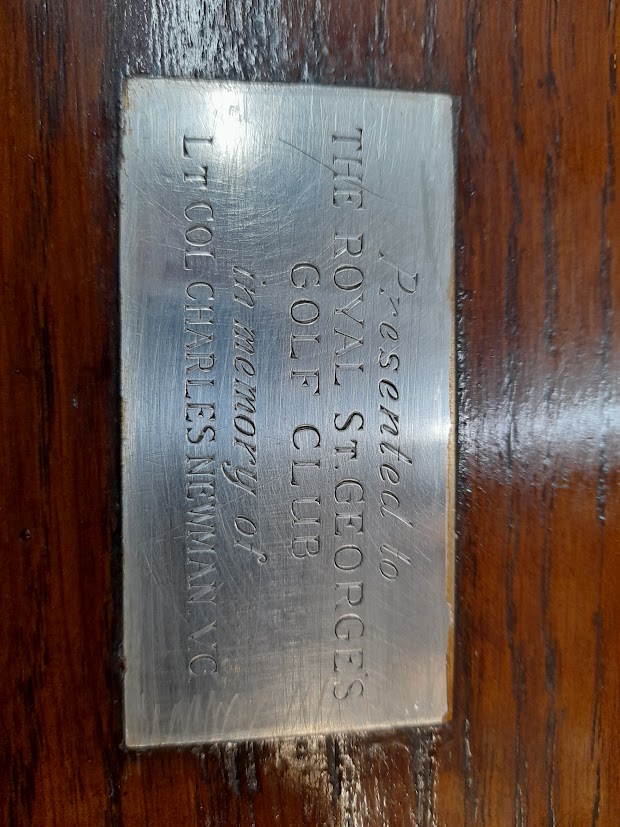 Presented to
THE ROYAL ST. GEORGE'S
GOLF CLUB
in memory of
LT COL CHARLES NEWMAN. VC